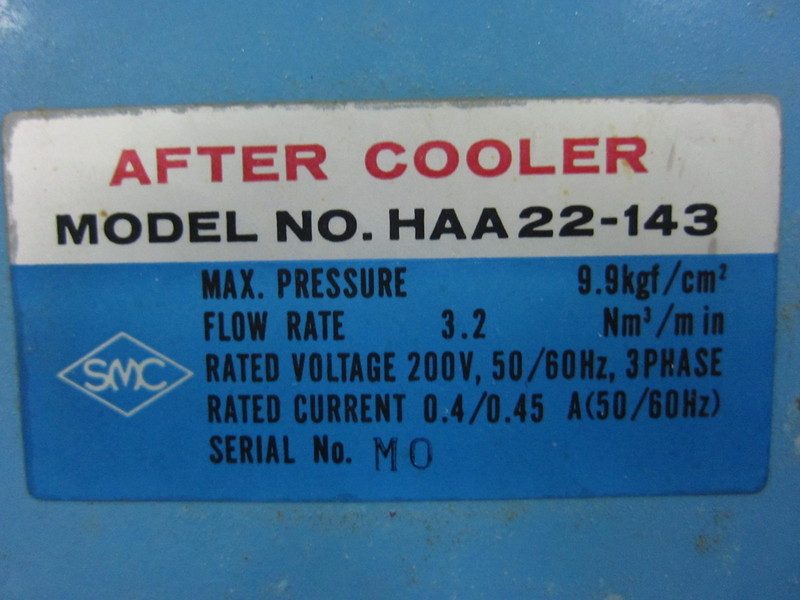 AFTER COOLER
MODEL NO. HAA22-143
MAX. PRESSURE 9.9kgf/cm²
FLOW RATE 3.2 Nm³/min
SMC
RATED VOLTAGE 200V, 50/60Hz, 3PHASE
RATED CURRENT 0.4/0.45 A(50/60Hz)
SERIAL No. MO